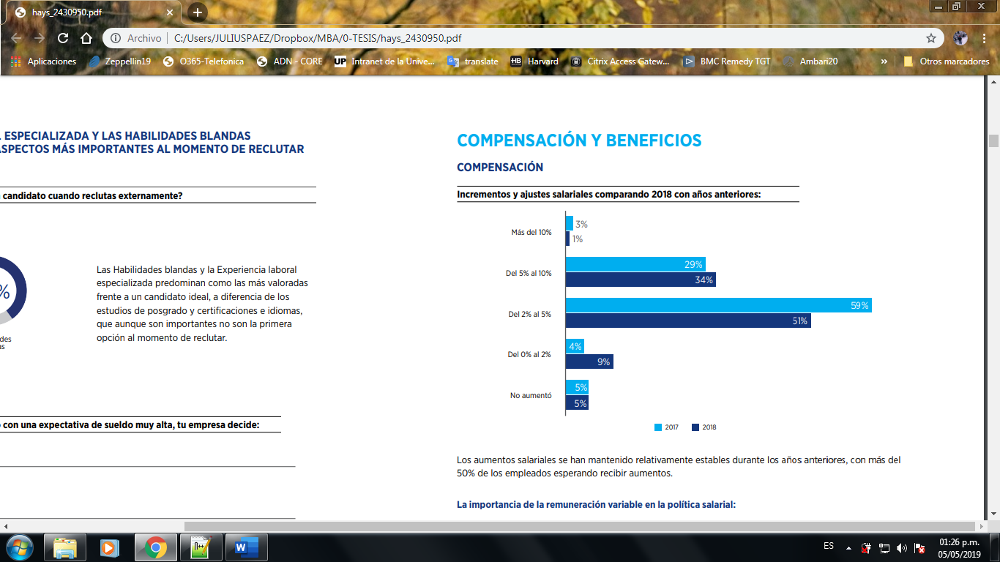 hays_2430950.pdf
Archivo
C:/Users/JULIUSPAEZ/Dropbox/MBA/0-TESIS/hays_2430950.pdf
Aplicaciones
Zeppellin19
O365-Telefonica
ADN - CORE
UP Intranet de la Unive...
translate
HB Harvard
Citrix Access Gatew...
BMC Remedy TGT
Ambari20
»
Otros marcadores
ESPECIALIZADA Y LAS HABILIDADES BLANDAS
ASPECTOS MÁS IMPORTANTES AL MOMENTO DE RECLUTAR
candidato cuando reclutas externamente?
%
des
as
Las Habilidades blandas y la Experiencia laboral
especializada predominan como las más valoradas
frente a un candidato ideal, a diferencia de los
estudios de posgrado y certificaciones e idiomas,
que aunque son importantes no son la primera
opción al momento de reclutar.
con una expectativa de sueldo muy alta, tu empresa decide:
COMPENSACIÓN Y BENEFICIOS
COMPENSACIÓN
Incrementos y ajustes salariales comparando 2018 con años anteriores:
Más del 10%
3%
1%
Del 5% al 10%
29%
34%
Del 2% al 5%
59%
51%
Del 0% al 2%
4%
9%
No aumentó
5%
5%
2017
2018
Los aumentos salariales se han mantenido relativamente estables durante los años anteriores, con más del
50% de los empleados esperando recibir aumentos.
La importancia de la remuneración variable en la política salarial:
ES
01:26 p.m.
05/05/2019